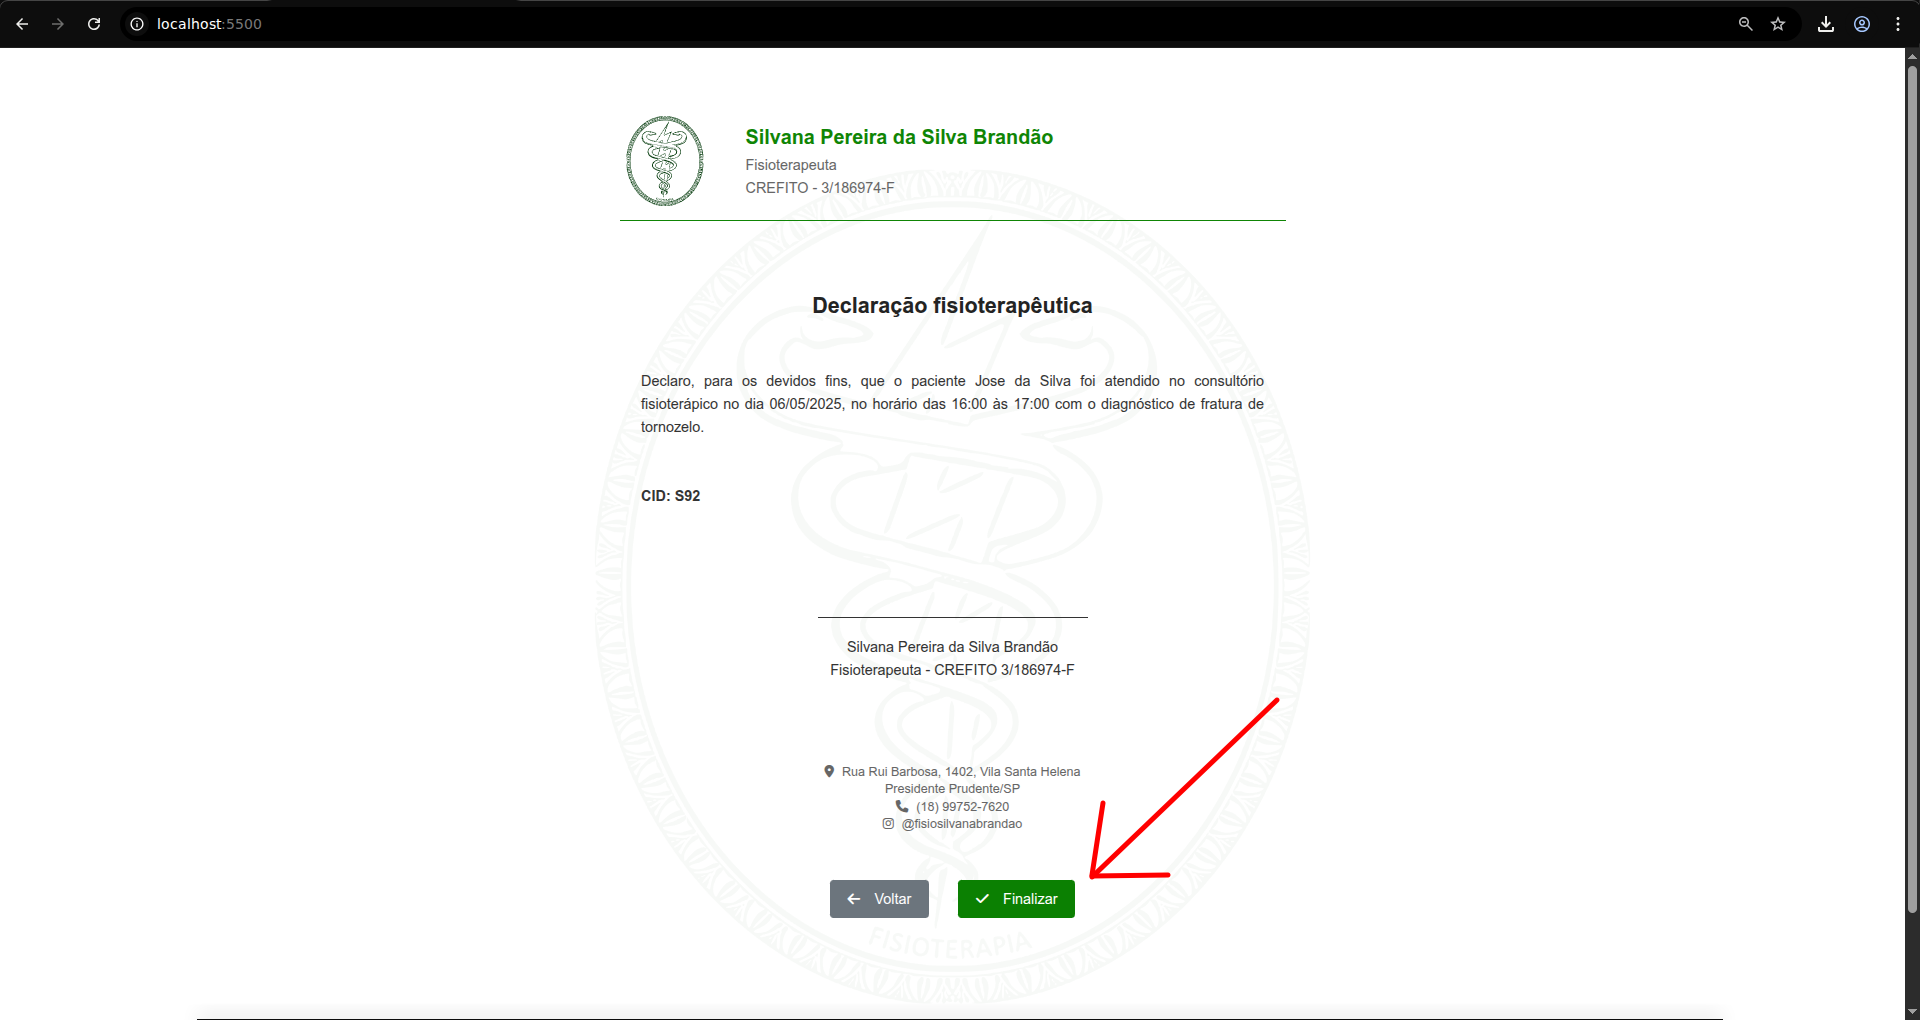 localhost:5500
Silvana Pereira da Silva Brandão
Fisioterapeuta
CREFITO - 3/186974-F
Declaração fisioterapêutica
Declaro, para os devidos fins, que o paciente Jose da Silva foi atendido no consultório
fisioterápico no dia 06/05/2025, no horário das 16:00 às 17:00 com o diagnóstico de fratura de
tornozelo.
CID: S92
Silvana Pereira da Silva Brandão
Fisioterapeuta - CREFITO 3/186974-F
Rua Rui Barbosa, 1402, Vila Santa Helena
Presidente Prudente/SP
(18) 99752-7620
@fisiosilvanabrandao
Voltar
Finalizar
FISIOTERAPIA